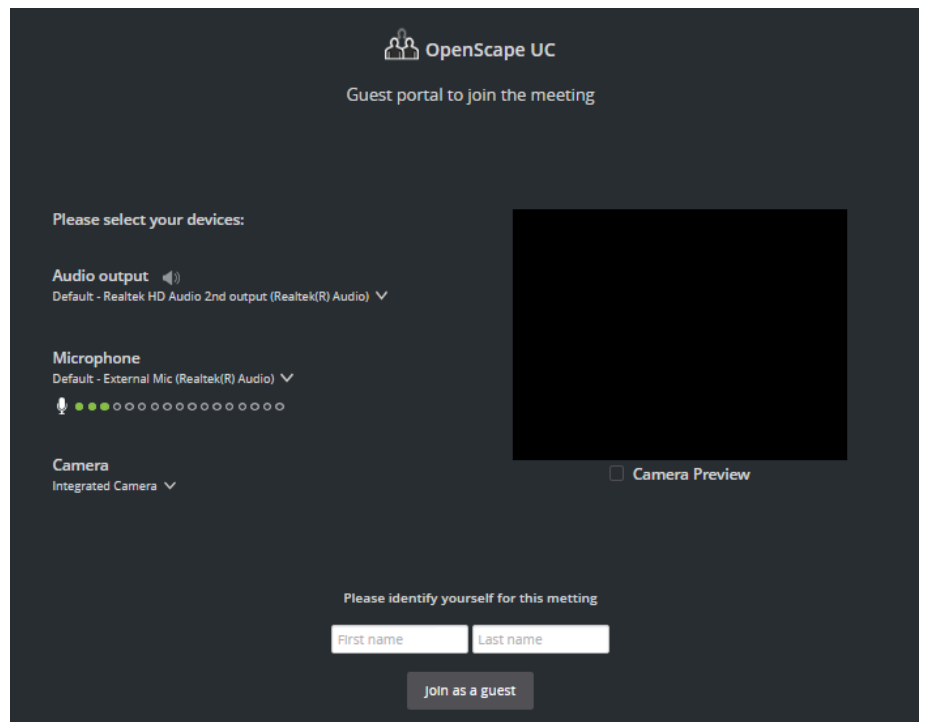 OpenScape UC
Guest portal to join the meeting
Please select your devices:
Audio output
Default - Realtek HD Audio 2nd output (Realtek(R) Audio)
Microphone
Default - External Mic (Realtek(R) Audio)
Camera
Integrated Camera
Camera Preview
Please identify yourself for this metting
First name
Last name
Join as a guest